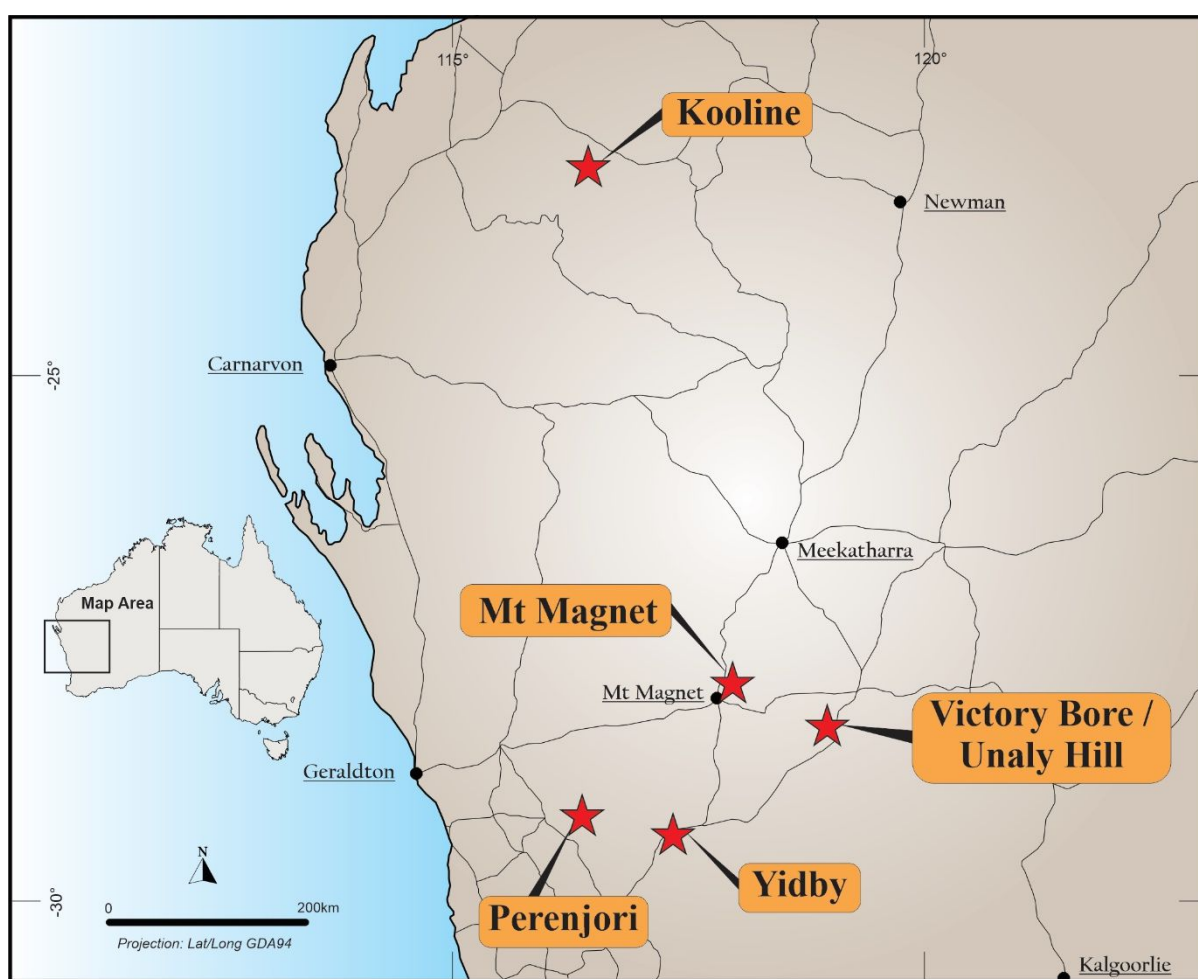 115°
120°
Kooline
Newman
-25°
Carnarvon
Meekatharra
Map Area
Mt Magnet
Mt Magnet
Victory Bore /
Unaly Hill
Geraldton
N
-30°
0
200km
Projection: Lat/Long GDA94
Perenjori
Yidby
Kalgoorlie